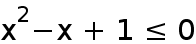 x² − x + 1 ≤ 0